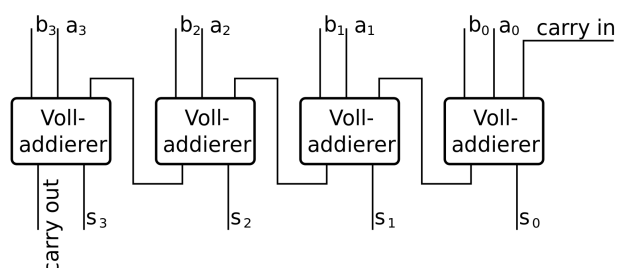 b3 a3 b2 a2 b1 a1 b0 a0 carry in
Voll-
addierer
Voll-
addierer
Voll-
addierer
Voll-
addierer
carry out
s3 s2 s1 s0